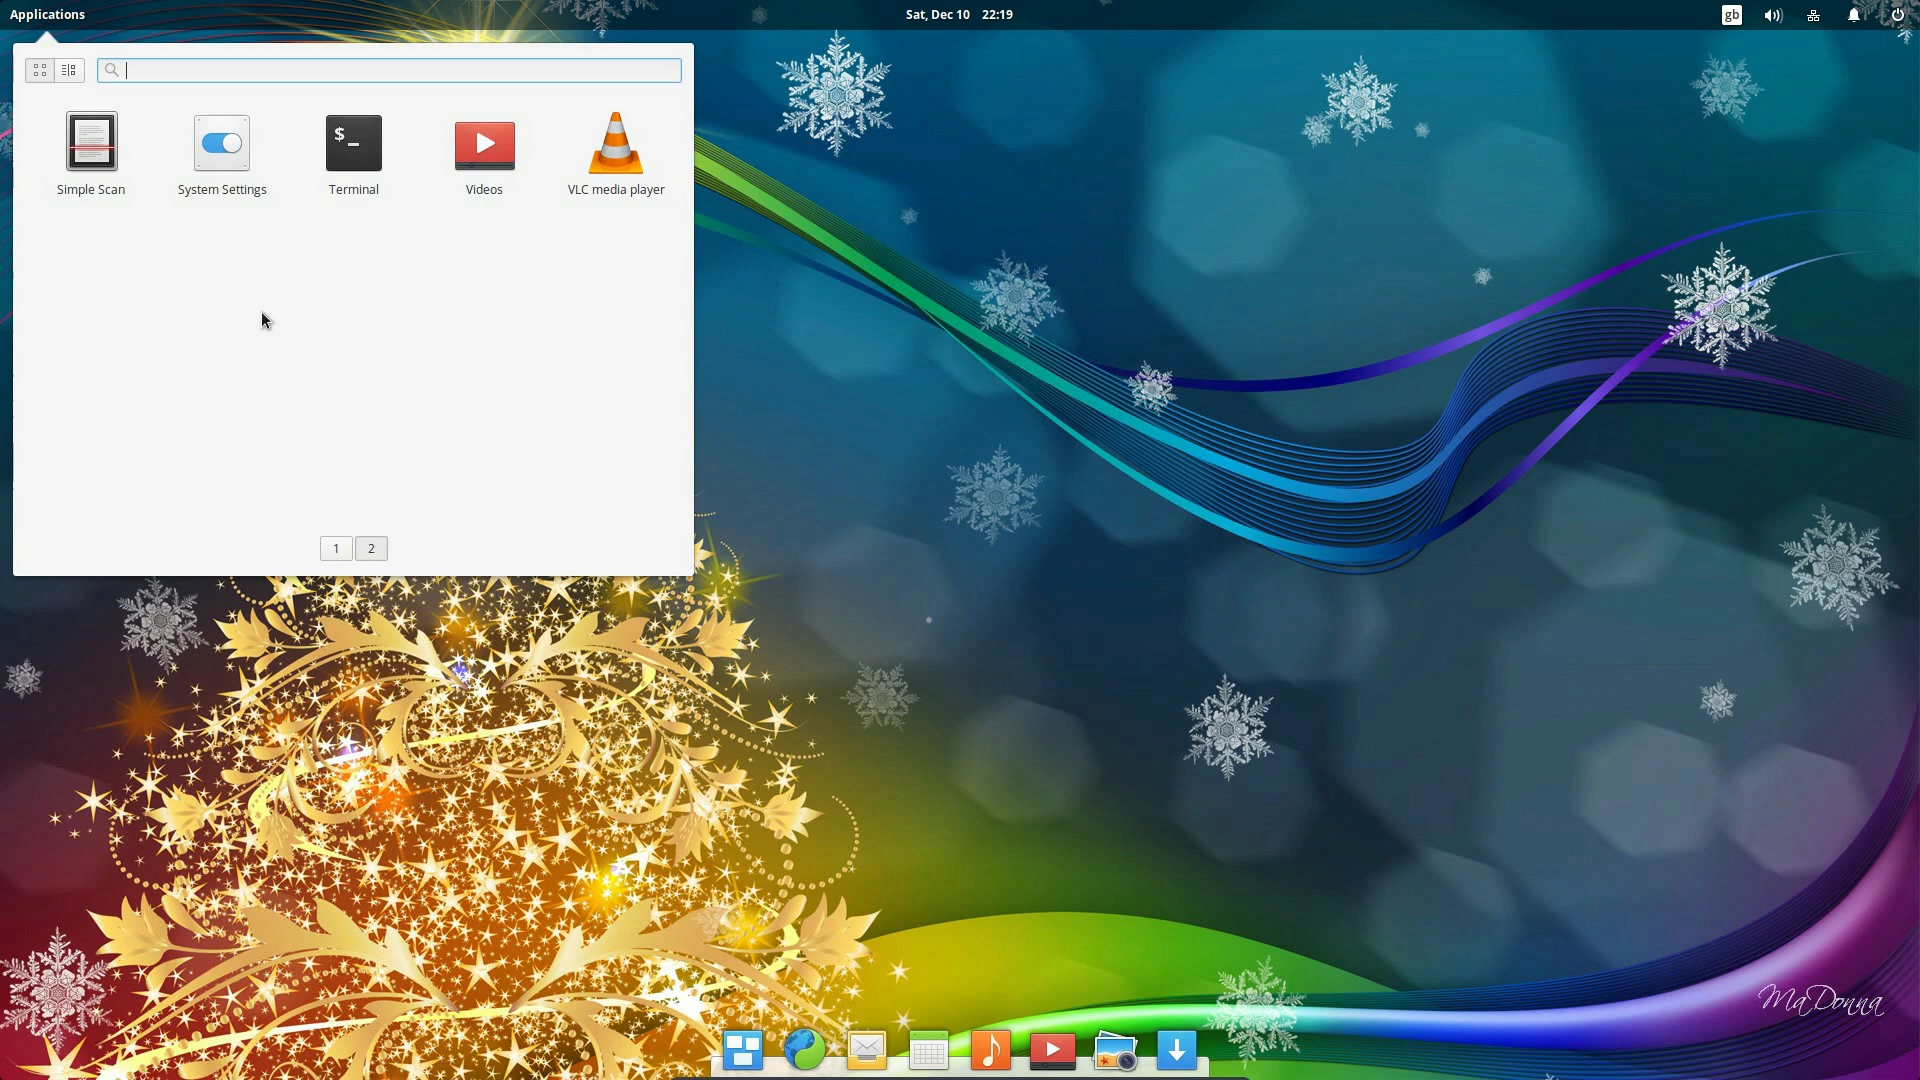 Applications
Sat, Dec 10 22:19
gb
$_
Simple Scan
System Settings
Terminal
Videos
VLC media player
1
2
MaDonna